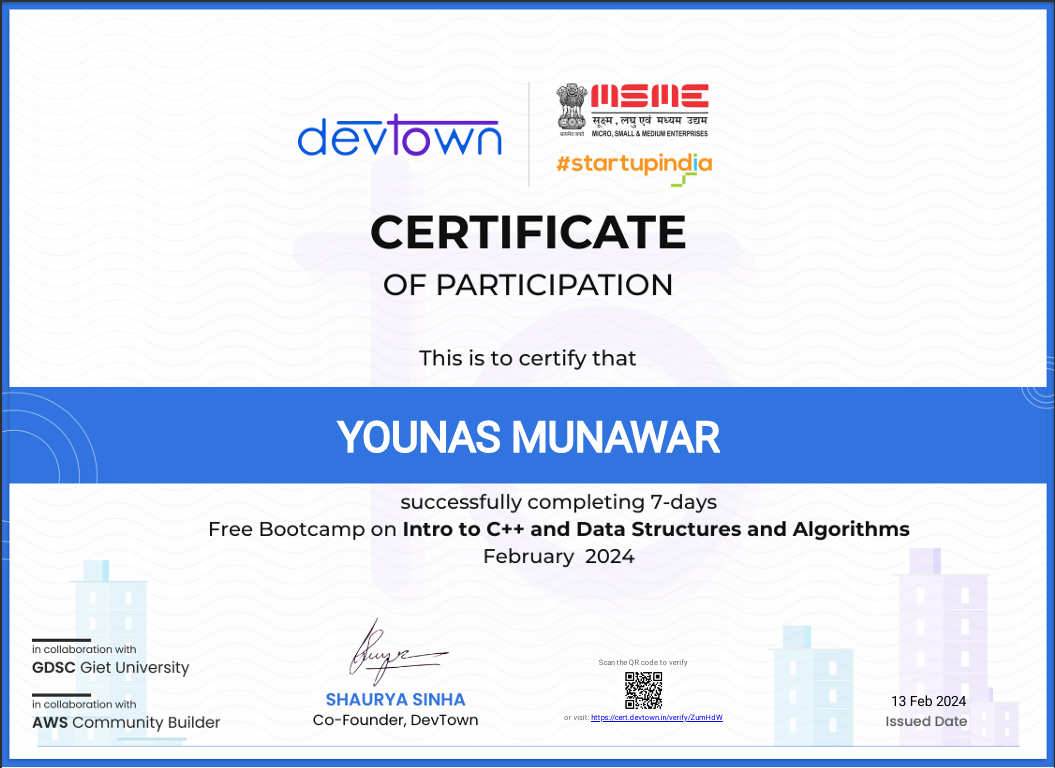 devtown
MSME
सूक्ष्म, लघु एवं मध्यम उद्यम
सत्यमेव जयते
MICRO, SMALL & MEDIUM ENTERPRISES
#startupindia
CERTIFICATE
OF PARTICIPATION
This is to certify that
YOUNAS MUNAWAR
successfully completing 7-days
Free Bootcamp on Intro to C++ and Data Structures and Algorithms
February 2024
in collaboration with
GDSC Giet University
in collaboration with
AWS Community Builder
SHAURYA SINHA
Co-Founder, DevTown
Scan the QR code to verify
or visit: https://cert.devtown.in/verify/ZumHdW
13 Feb 2024
Issued Date